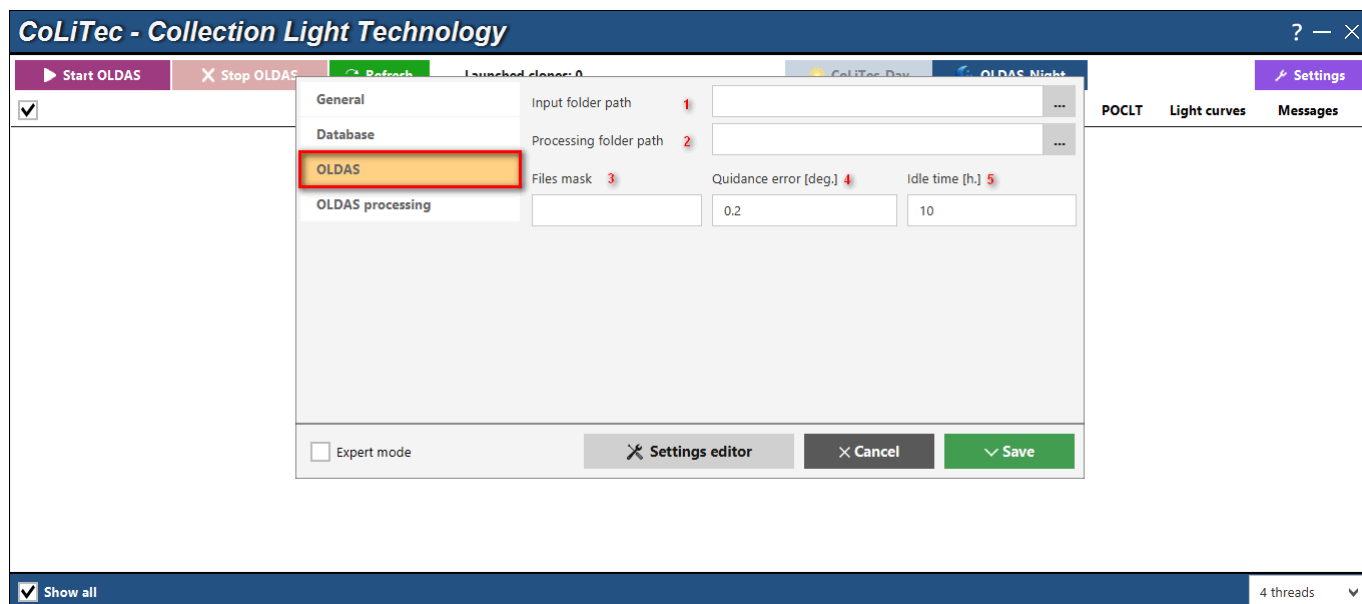 CoLiTec - Collection Light Technology ?
Start OLDAS Stop OLDAS Refresh Launched clones: 0 CoLiTec-Day OLDAS-Night Settings
POCLT Light curves Messages
General
Database
OLDAS
OLDAS processing
Input folder path 1 ...
Processing folder path 2 ...
Files mask 3 Quidance error [deg.] 4 Idle time [h.] 5
0.2 10
Expert mode Settings editor Cancel Save
Show all 4 threads